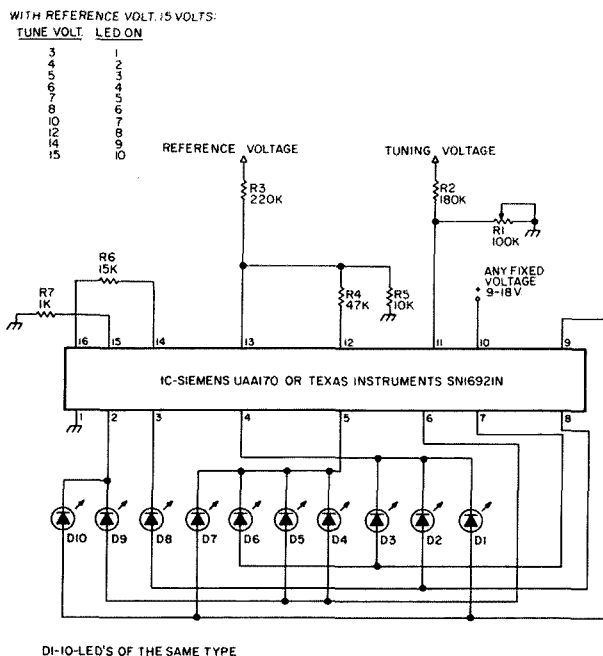 WITH REFERENCE VOLT. 15 VOLTS:
TUNE VOLT. LED ON
3 1
4 2
5 3
6 4
7 5
8 6
10 7
12 8
14 9
15 10
REFERENCE VOLTAGE
TUNING VOLTAGE
R3
220K
R2
180K
R1
100K
R6
15K
R7
1K
R4
47K
R5
10K
ANY FIXED
VOLTAGE
9-18V.
+
16 15 14 13 12 11 10 9
IC-SIEMENS UAA170 OR TEXAS INSTRUMENTS SN16921N
1 2 3 4 5 6 7 8
D10 D9 D8 D7 D6 D5 D4 D3 D2 D1
D1-10-LED'S OF THE SAME TYPE